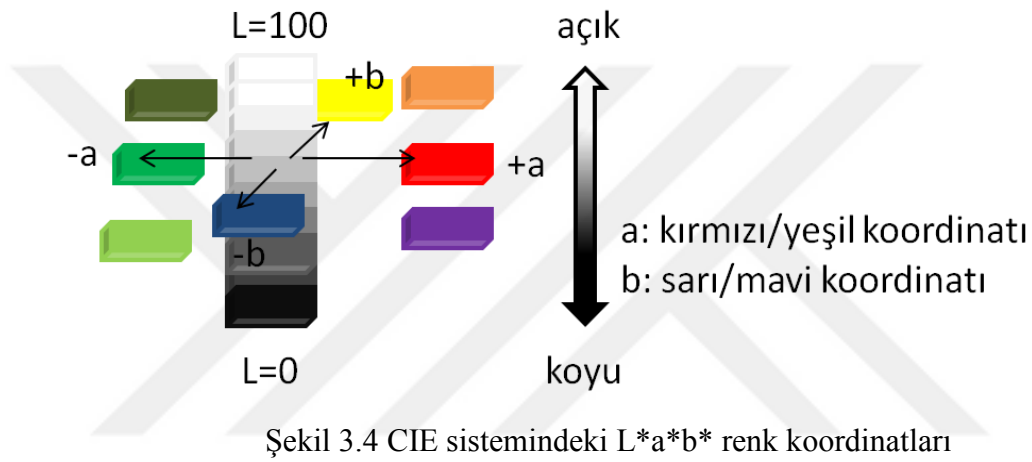 L=100
açık
+b
-a
+a
-b
a: kırmızı/yeşil koordinatı
b: sarı/mavi koordinatı
L=0
koyu
Şekil 3.4 CIE sistemindeki L*a*b* renk koordinatları